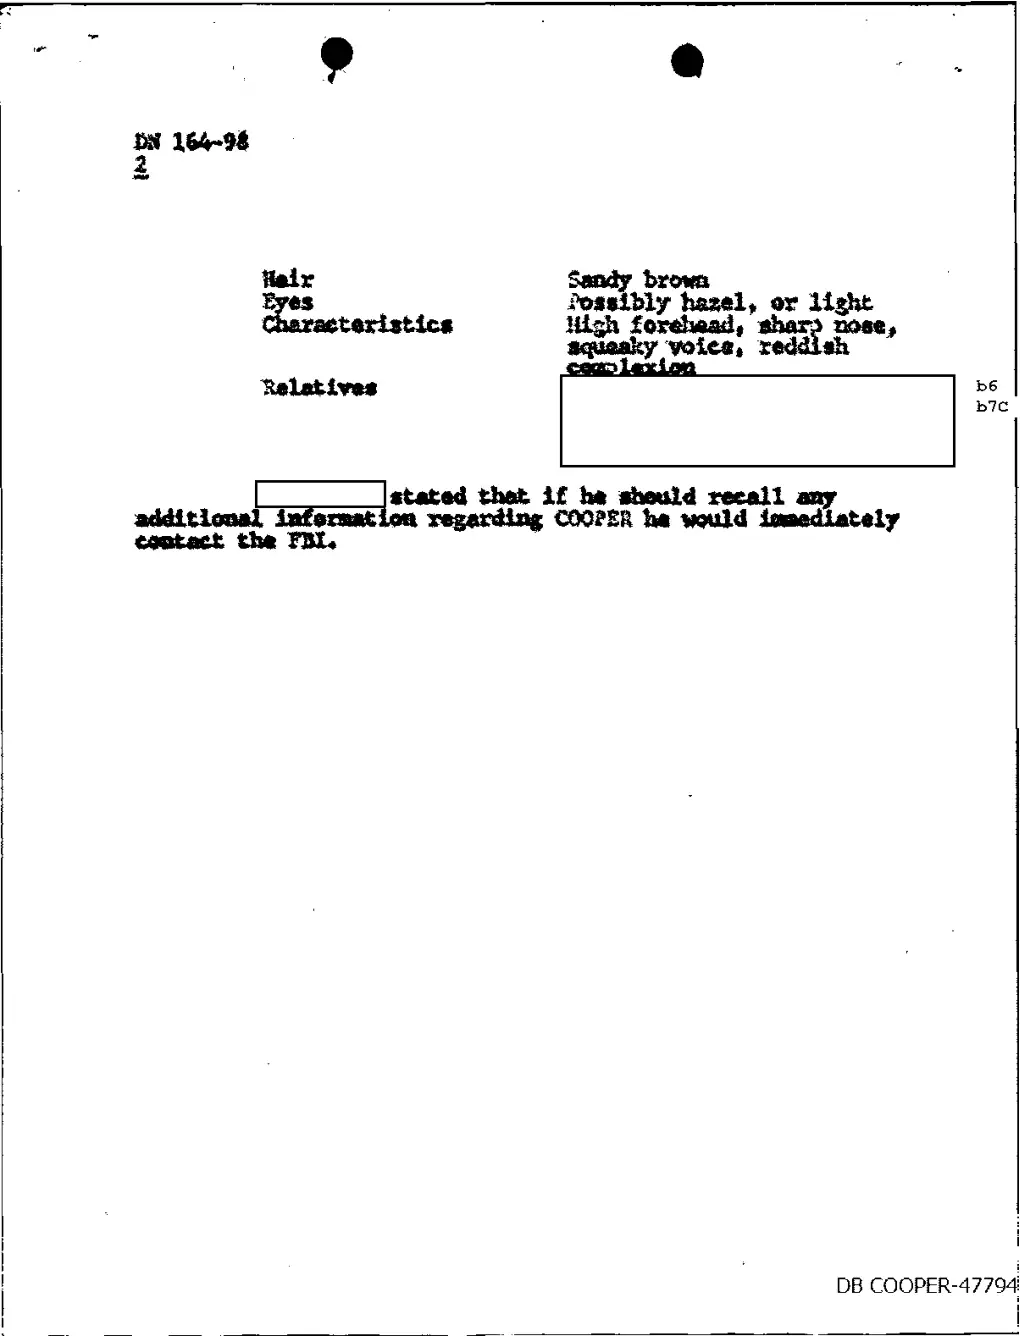 DN 164-98
2
Hair Sandy brown
Eyes Possibly hazel, or light
Characteristics High forehead, sharp nose,
squeaky voice, reddish
complexion
Relatives
b6
b7C
stated that if he should recall any
additional information regarding COOPER he would immediately
contact the FBI.
DB COOPER-47794